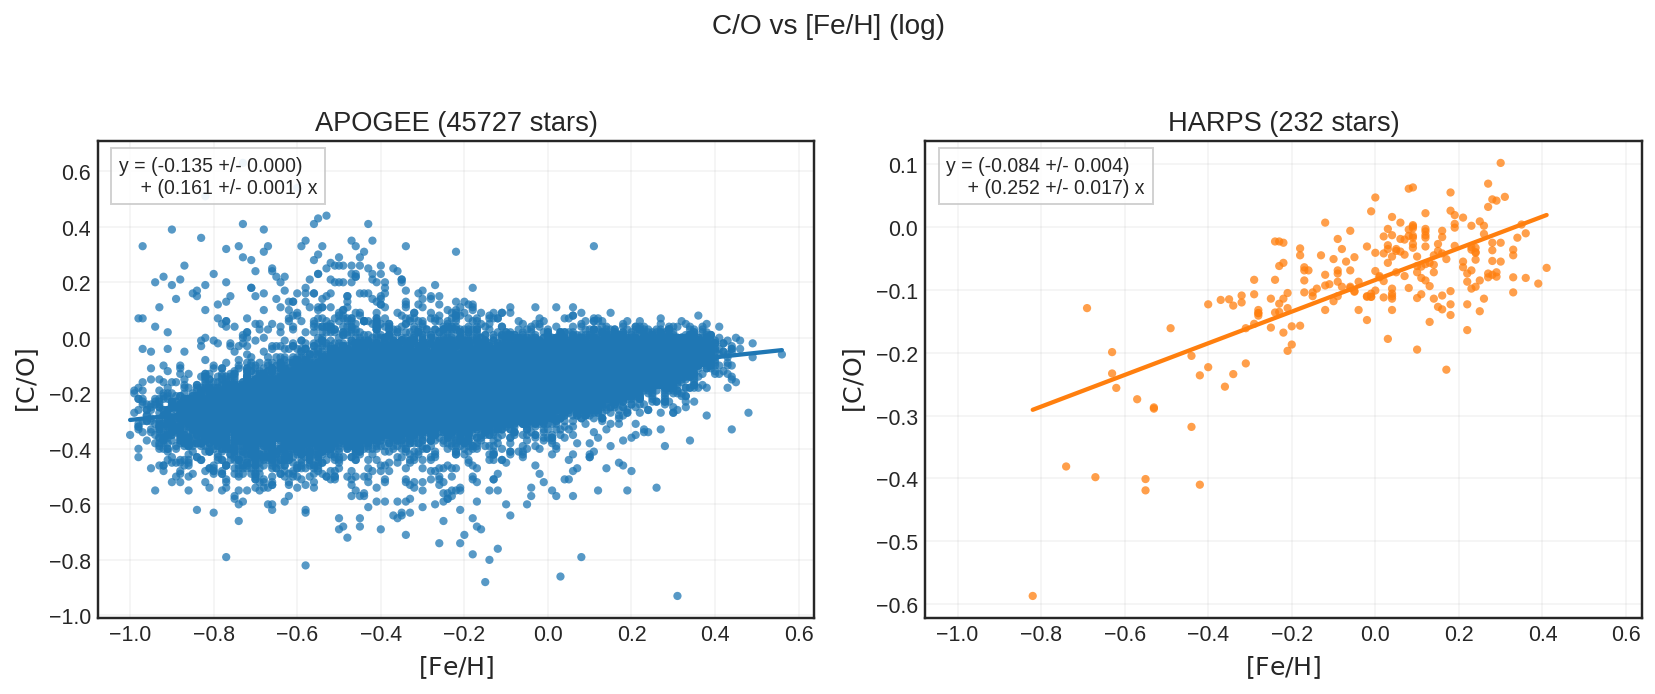 C/O vs [Fe/H] (log)
APOGEE (45727 stars)
y = (-0.135 +/- 0.000)
+ (0.161 +/- 0.001) x
0.6
0.4
0.2
0.0
−0.2
−0.4
−0.6
−0.8
−1.0
[C/O]
−1.0 −0.8 −0.6 −0.4 −0.2 0.0 0.2 0.4 0.6
[Fe/H]
HARPS (232 stars)
y = (-0.084 +/- 0.004)
+ (0.252 +/- 0.017) x
0.1
0.0
−0.1
−0.2
−0.3
−0.4
−0.5
−0.6
[C/O]
−1.0 −0.8 −0.6 −0.4 −0.2 0.0 0.2 0.4 0.6
[Fe/H]